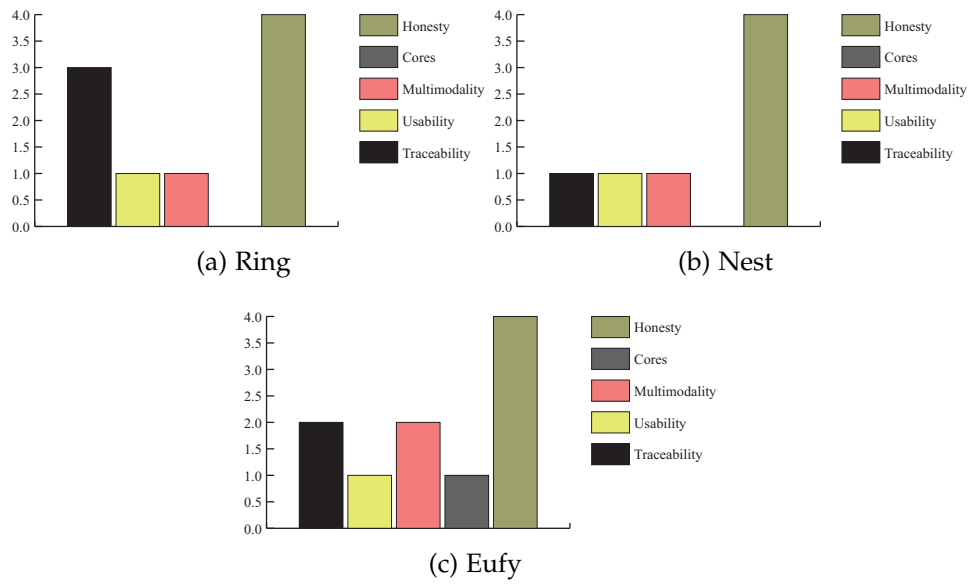 4.0
3.5
3.0
2.5
2.0
1.5
1.0
0.5
0.0
Honesty
Cores
Multimodality
Usability
Traceability
(a) Ring
4.0
3.5
3.0
2.5
2.0
1.5
1.0
0.5
0.0
Honesty
Cores
Multimodality
Usability
Traceability
(b) Nest
4.0
3.5
3.0
2.5
2.0
1.5
1.0
0.5
0.0
Honesty
Cores
Multimodality
Usability
Traceability
(c) Eufy